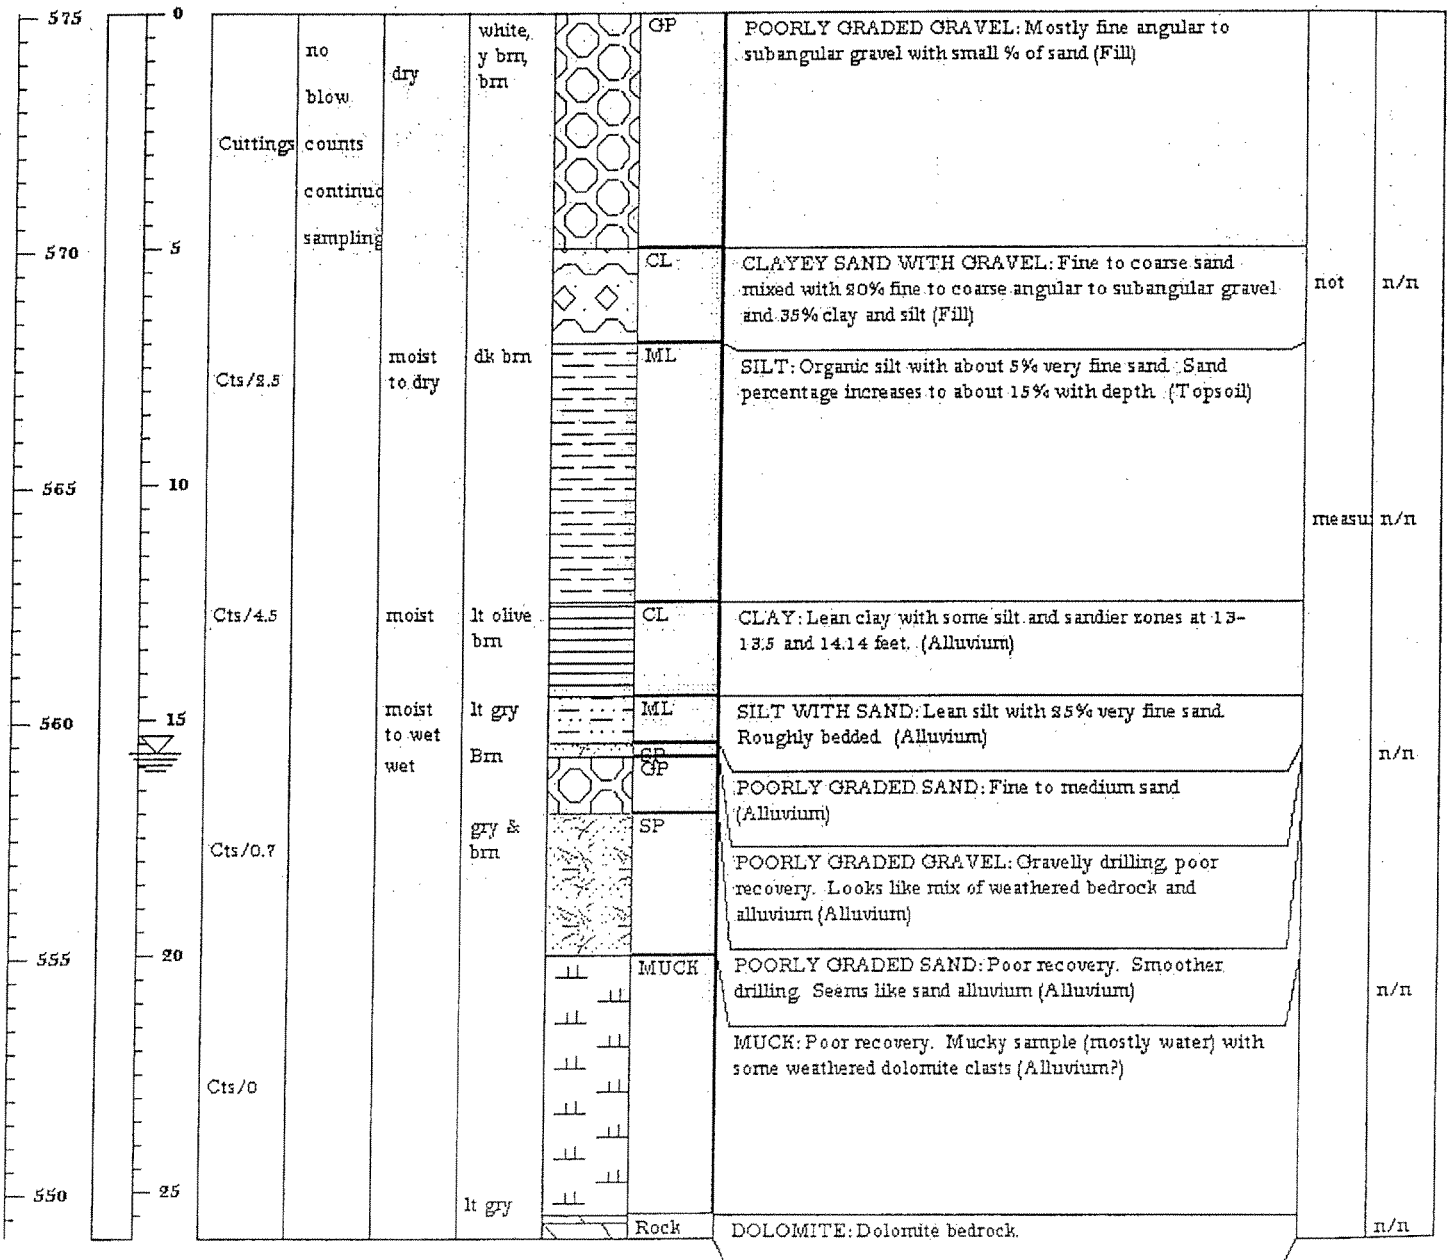 575
0
no
blow
counts
continuo
sampling
Cuttings
dry
white,
y brn,
brn
GP
POORLY GRADED GRAVEL: Mostly fine angular to
subangular gravel with small % of sand (Fill)
570
5
CL
CLAYEY SAND WITH GRAVEL: Fine to coarse sand
mixed with 20% fine to coarse angular to subangular gravel
and 35% clay and silt (Fill)
not
n/n
Cts/2.5
moist
to dry
dk brn
ML
SILT: Organic silt with about 5% very fine sand. Sand
percentage increases to about 15% with depth. (Topsoil)
565
10
measu
n/n
Cts/4.5
moist
lt olive
brn
CL
CLAY: Lean clay with some silt and sandier zones at 13-
13.5 and 14.14 feet. (Alluvium)
560
15
moist
to wet
lt gry
ML
SILT WITH SAND: Lean silt with 25% very fine sand.
Roughly bedded. (Alluvium)
wet
Brn
SP
GP
n/n
POORLY GRADED SAND: Fine to medium sand
(Alluvium)
Cts/0.7
gry &
brn
SP
POORLY GRADED GRAVEL: Gravelly drilling, poor
recovery. Looks like mix of weathered bedrock and
alluvium (Alluvium)
555
20
MUCK
POORLY GRADED SAND: Poor recovery. Smoother
drilling. Seems like sand alluvium (Alluvium)
n/n
MUCK: Poor recovery. Mucky sample (mostly water) with
some weathered dolomite clasts (Alluvium?)
Cts/0
550
25
lt gry
Rock
DOLOMITE: Dolomite bedrock.
n/n